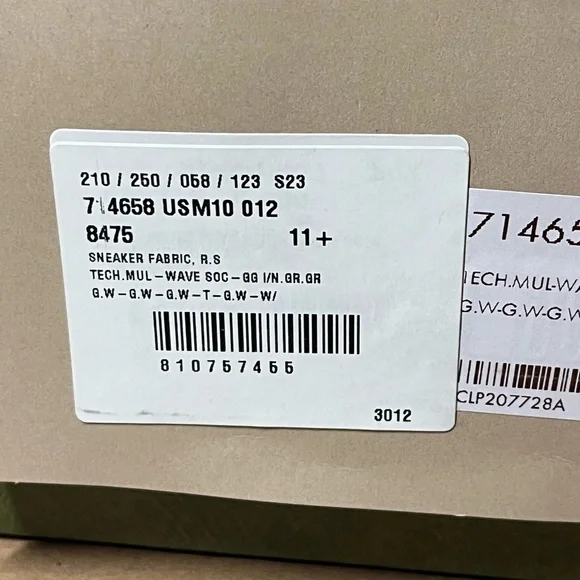 210 / 250 / 058 / 123 S23
714658 USM10 012
8475 11+
SNEAKER FABRIC, R.S
TECH.MUL-WAVE SOC-GG I/N.GR.GR
G.W-G.W-G.W-T-G.W-W/
810757455
3012
71465
TECH.MUL-WA
G.W-G.W-G.W
CLP207728A